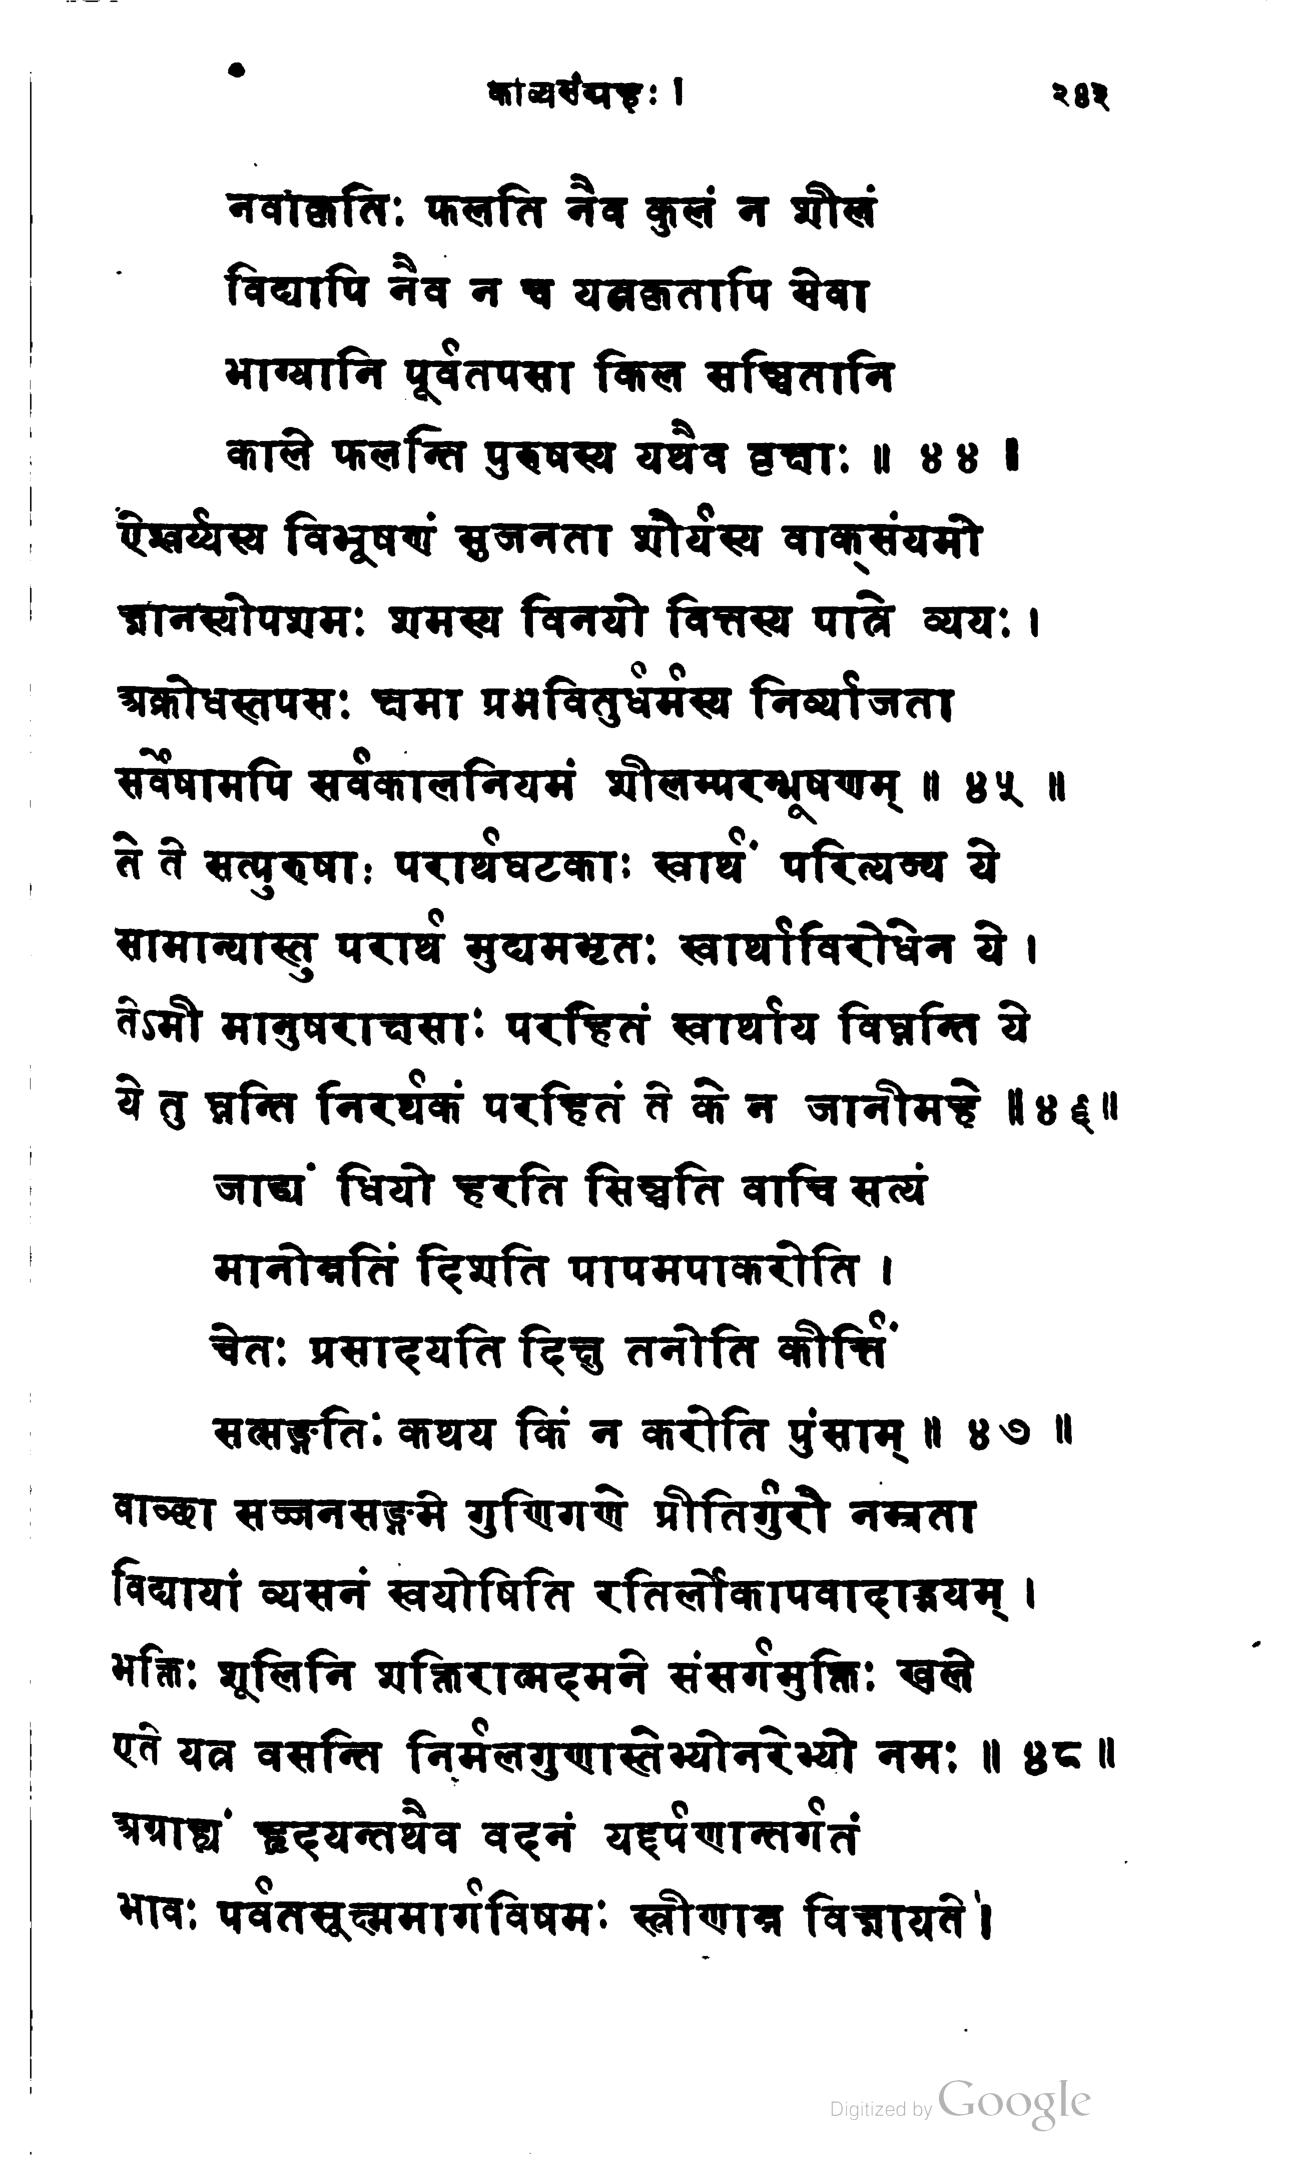 काव्यसंग्रहः। २४३
नैवाकृतिः फलति नैव कुलं न शीलं
विद्यापि नैव न च यत्नकृतापि सेवा
भाग्यानि पूर्वतपसा किल सञ्चितानि
काले फलन्ति पुरुषस्य यथैव वृक्षाः ॥ ४४ ॥
ऐश्वर्य्यस्य विभूषणं सुजनता शौर्यस्य वाक्‌संयमो
ज्ञानस्योपशमः शमस्य विनयो वित्तस्य पात्रे व्ययः ।
अक्रोधस्तपसः क्षमा प्रभवितुर्धर्मस्य निर्व्याजता
सर्वेषामपि सर्वकालनियमं शीलम्परम्भूषणम् ॥ ४५ ॥
ते ते सत्पुरुषाः परार्थघटकाः स्वार्थं परित्यज्य ये
सामान्यास्तु परार्थ मुद्यमभृतः स्वार्थाविरोधेन ये ।
तेऽमी मानुषराक्षसाः परहितं स्वार्थाय विघ्नन्ति ये
ये तु घ्नन्ति निरर्थकं परहितं ते के न जानीमहे ॥४६॥
जाड्यं धियो हरति सिञ्चति वाचि सत्यं
मानोन्नतिं दिशति पापमपाकरोति ।
चेतः प्रसादयति दिक्षु तनोति कीर्त्तिं
सत्सङ्गतिः कथय किं न करोति पुंसाम् ॥ ४७ ॥
वाञ्छा सज्जनसङ्गमे गुणिगणे प्रीतिर्गुरौ नम्रता
विद्यायां व्यसनं स्वयोषिति रतिर्लोकापवादाद्भयम् ।
भक्तिः शूलिनि शक्तिरात्मदमने संसर्गमुक्तिः खले
एते यत्र वसन्ति निर्मलगुणास्तेभ्योनरेभ्यो नमः ॥ ४८ ॥
अग्राह्यं हृदयन्तथैव वदनं यद्दर्पणान्तर्गतं
भावः पर्वतसूक्ष्ममार्गविषमः स्त्रीणान्न विज्ञायते ।
Digitized by Google